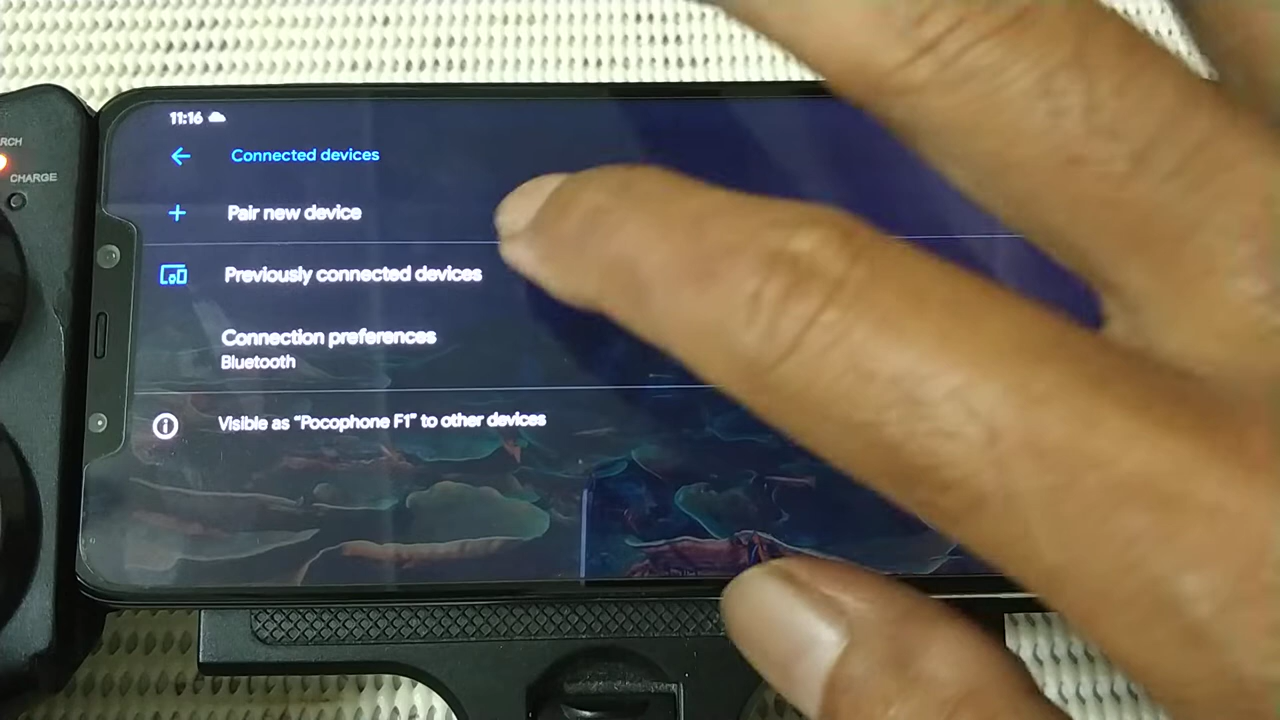 11:16
Connected devices
RCH
CHARGE
Pair new device
Previously connected devices
Connection preferences
Bluetooth
Visible as "Pocophone F1" to other devices